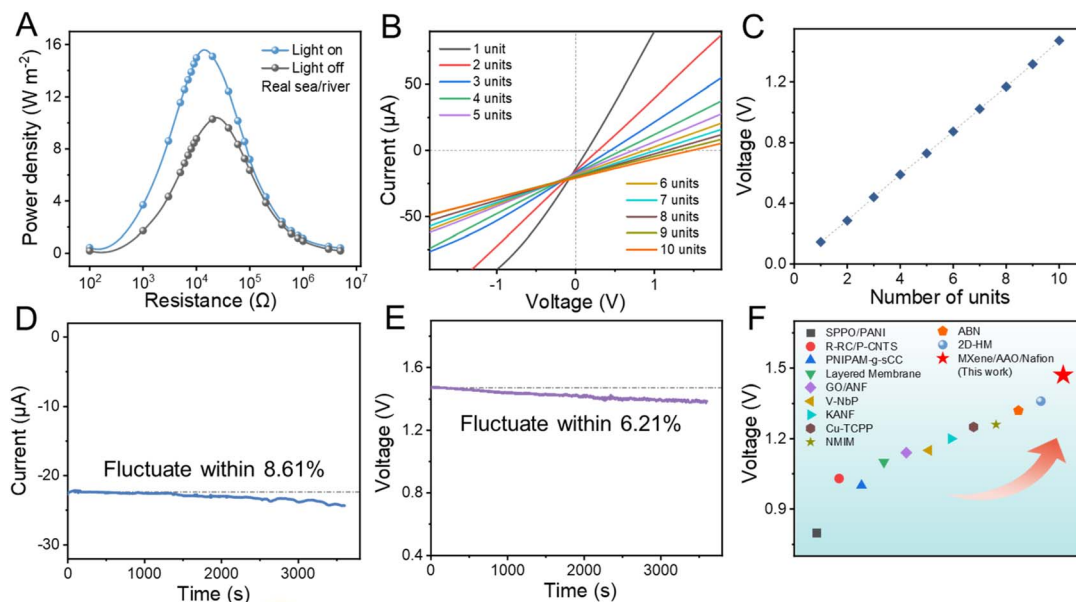 A
Power density (W m⁻²)
16
12
8
4
0
Light on
Light off
Real sea/river
10²
10³
10⁴
10⁵
10⁶
10⁷
Resistance (Ω)
B
Current (μA)
50
0
-50
1 unit
2 units
3 units
4 units
5 units
6 units
7 units
8 units
9 units
10 units
-1
0
1
Voltage (V)
C
Voltage (V)
1.2
0.8
0.4
0.0
0
2
4
6
8
10
Number of units
D
Current (μA)
0
-10
-20
-30
Fluctuate within 8.61%
0
1000
2000
3000
Time (s)
E
Voltage (V)
1.6
1.2
0.8
0.4
Fluctuate within 6.21%
0
1000
2000
3000
Time (s)
F
Voltage (V)
1.5
1.2
0.9
SPPO/PANI
R-RC/P-CNTS
PNIPAM-g-sCC
Layered Membrane
GO/ANF
V-NbP
KANF
Cu-TCPP
NMIM
ABN
2D-HM
MXene/AAO/Nafion
(This work)